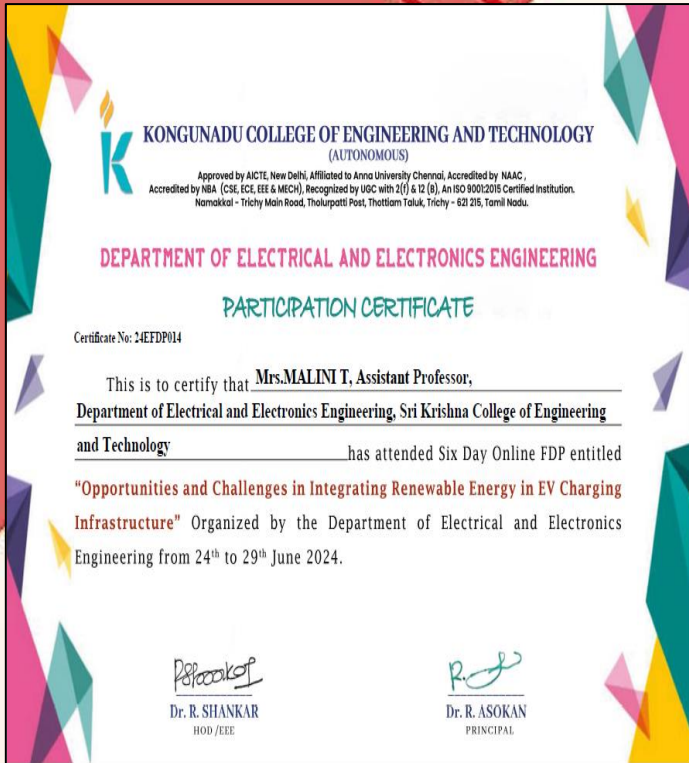 KONGUNADU COLLEGE OF ENGINEERING AND TECHNOLOGY
(AUTONOMOUS)
Approved by AICTE, New Delhi, Affiliated to Anna University Chennai, Accredited by NAAC,
Accredited by NBA (CSE, ECE, EEE & MECH), Recognized by UGC with 2(f) & 12 (B), An ISO 9001:2015 Certified Institution.
Namakkal - Trichy Main Road, Tholurpatti Post, Thottiam Taluk, Trichy - 621 215, Tamil Nadu.
DEPARTMENT OF ELECTRICAL AND ELECTRONICS ENGINEERING
PARTICIPATION CERTIFICATE
Certificate No: 24EFDP014
This is to certify that Mrs.MALINI T, Assistant Professor,
Department of Electrical and Electronics Engineering, Sri Krishna College of Engineering
and Technology has attended Six Day Online FDP entitled
"Opportunities and Challenges in Integrating Renewable Energy in EV Charging
Infrastructure" Organized by the Department of Electrical and Electronics
Engineering from 24th to 29th June 2024.
Dr. R. SHANKAR
HOD /EEE
Dr. R. ASOKAN
PRINCIPAL